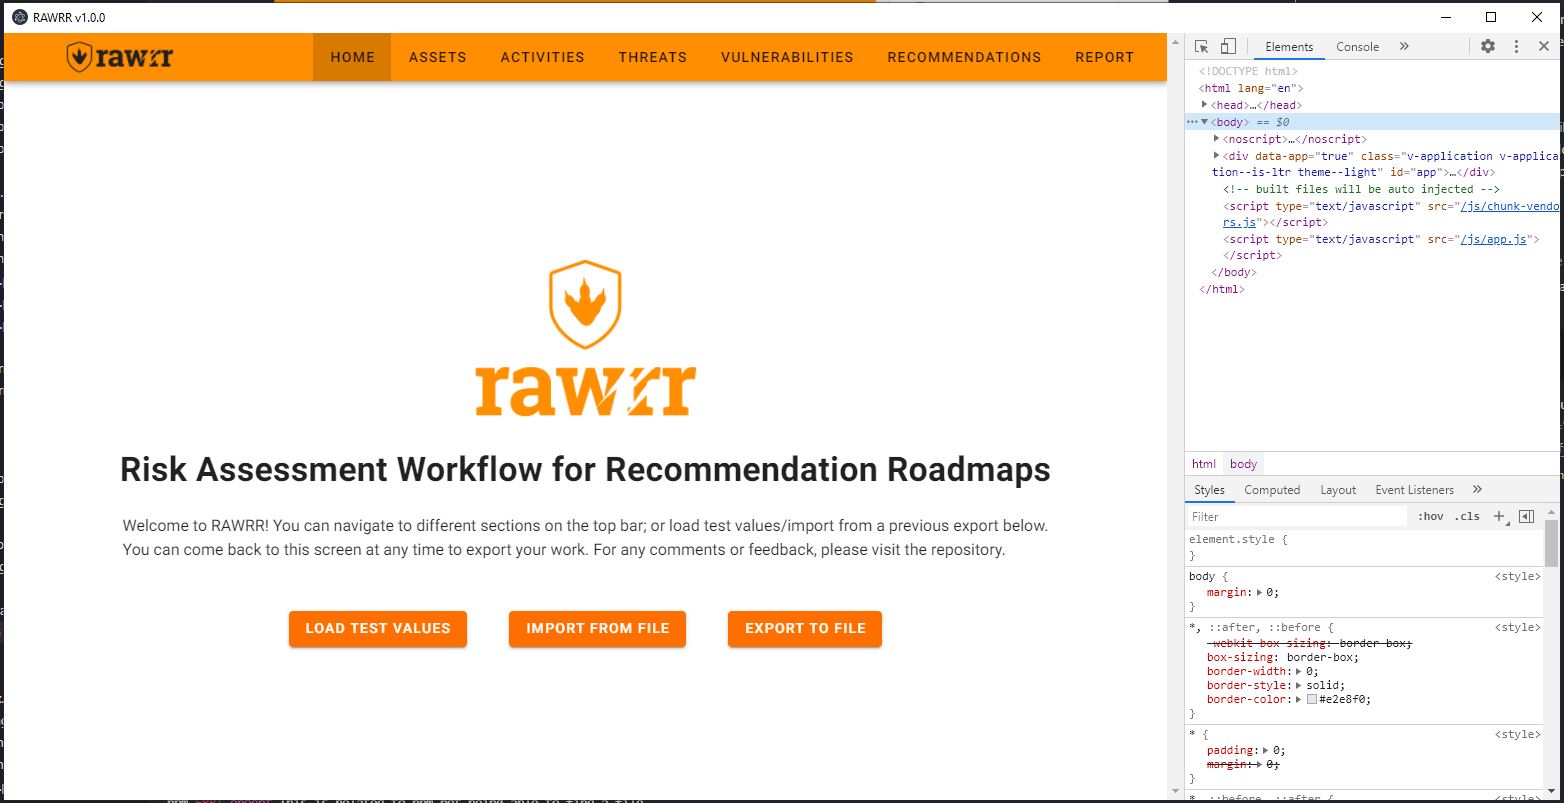 RAWRR v1.0.0
rawrr
HOME ASSETS ACTIVITIES THREATS VULNERABILITIES RECOMMENDATIONS REPORT
rawrr
Risk Assessment Workflow for Recommendation Roadmaps
Welcome to RAWRR! You can navigate to different sections on the top bar; or load test values/import from a previous export below.
You can come back to this screen at any time to export your work. For any comments or feedback, please visit the repository.
LOAD TEST VALUES IMPORT FROM FILE EXPORT TO FILE
Elements Console »
<!DOCTYPE html>
<html lang="en">
▶<head>…</head>
⋯▼<body> == $0
▶<noscript>…</noscript>
▶<div data-app="true" class="v-application v-applica
tion--is-ltr theme--light" id="app">…</div>
<!-- built files will be auto injected -->
<script type="text/javascript" src="/js/chunk-vendo
rs.js"></script>
<script type="text/javascript" src="/js/app.js">
</script>
</body>
</html>
html body
Styles Computed Layout Event Listeners »
Filter :hov .cls +
element.style {
}
body { <style>
margin:▶ 0;
}
*, ::after, ::before { <style>
-webkit-box-sizing: border-box;
box-sizing: border-box;
border-width:▶ 0;
border-style:▶ solid;
border-color:▶ #e2e8f0;
}
* { <style>
padding:▶ 0;
margin:▶ 0;
}
*, ::before, ::after { <style>